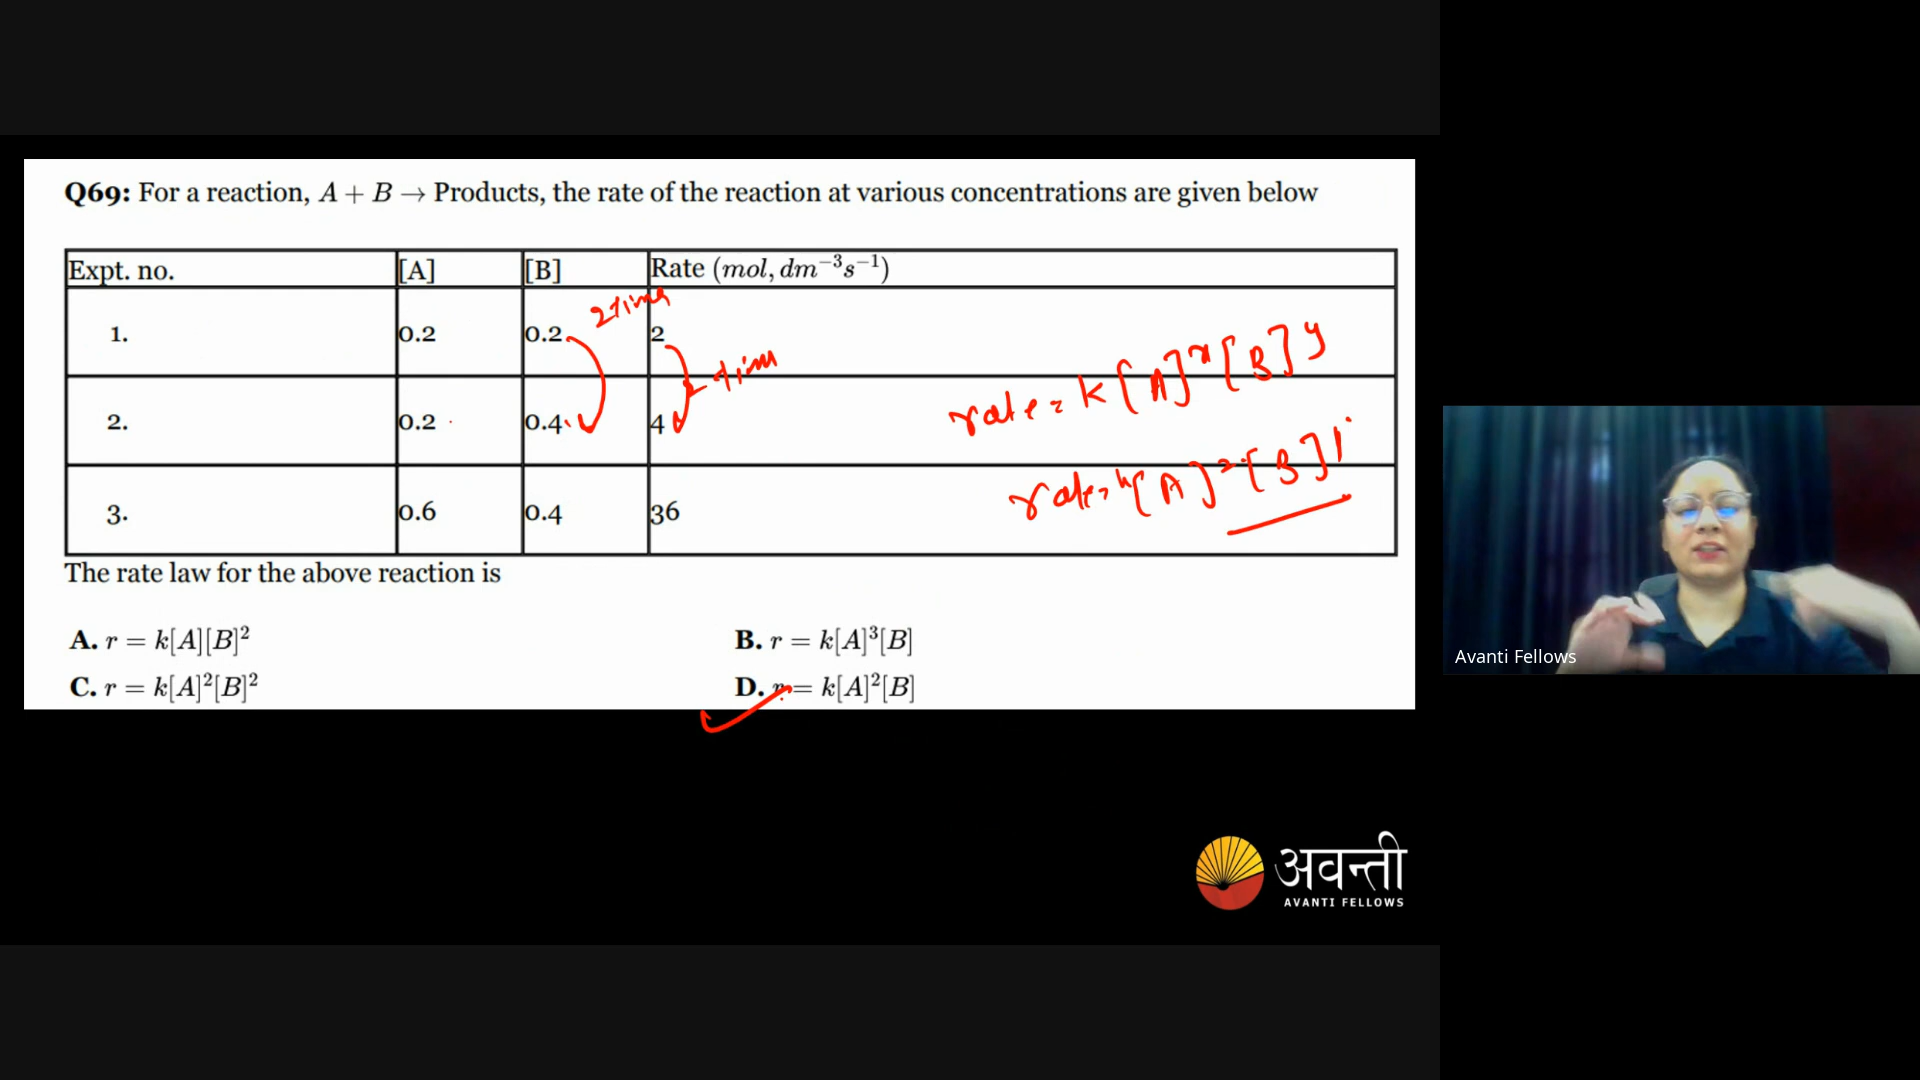 Q69: For a reaction, A + B → Products, the rate of the reaction at various concentrations are given below
Expt. no. [A] [B] Rate (mol, dm⁻³s⁻¹)
1. 0.2 0.2 2
2. 0.2 0.4 4
3. 0.6 0.4 36
2 time
2 tim
rate = k[A]ˣ[B]ʸ
rate = k[A]²[B]¹
The rate law for the above reaction is
A. r = k[A][B]²
B. r = k[A]³[B]
C. r = k[A]²[B]²
D. r = k[A]²[B]
Avanti Fellows
अवन्ती
AVANTI FELLOWS